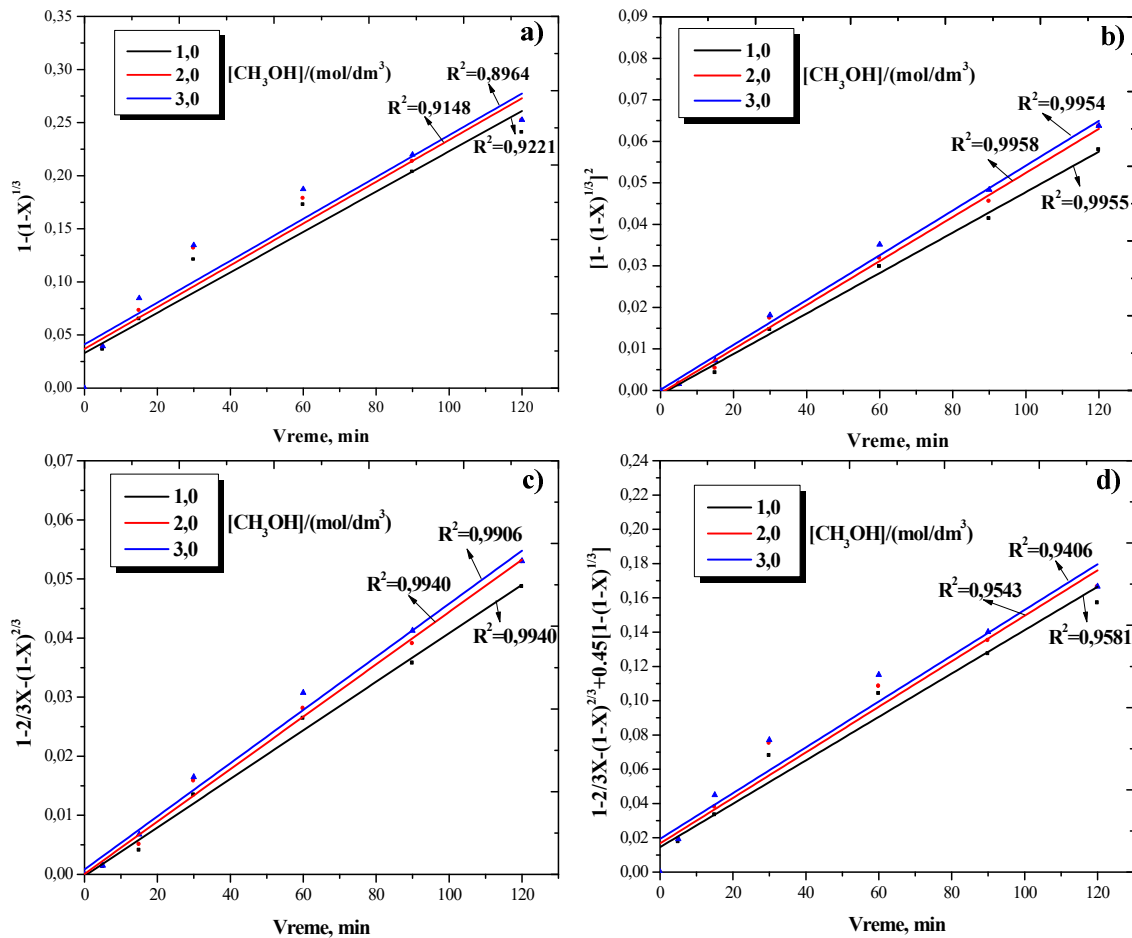 a)
1,0
2,0
3,0
[CH₃OH]/(mol/dm³)
R²=0,8964
R²=0,9148
R²=0,9221
1-(1-X)^1/3
0,35
0,30
0,25
0,20
0,15
0,10
0,05
0,00
0 20 40 60 80 100 120
Vreme, min
b)
1,0
2,0
3,0
[CH₃OH]/(mol/dm³)
R²=0,9954
R²=0,9958
R²=0,9955
[1- (1-X)^1/3]²
0,09
0,08
0,06
0,05
0,03
0,02
0,00
0 20 40 60 80 100 120
Vreme, min
c)
1,0
2,0
3,0
[CH₃OH]/(mol/dm³)
R²=0,9906
R²=0,9940
R²=0,9940
1-2/3X-(1-X)^2/3
0,07
0,06
0,05
0,04
0,03
0,02
0,01
0,00
0 20 40 60 80 100 120
Vreme, min
d)
1,0
2,0
3,0
[CH₃OH]/(mol/dm³)
R²=0,9406
R²=0,9543
R²=0,9581
1-2/3X-(1-X)^2/3+0.45[1-(1-X)^1/3]
0,24
0,22
0,20
0,18
0,16
0,14
0,12
0,10
0,08
0,06
0,04
0,02
0,00
0 20 40 60 80 100 120
Vreme, min